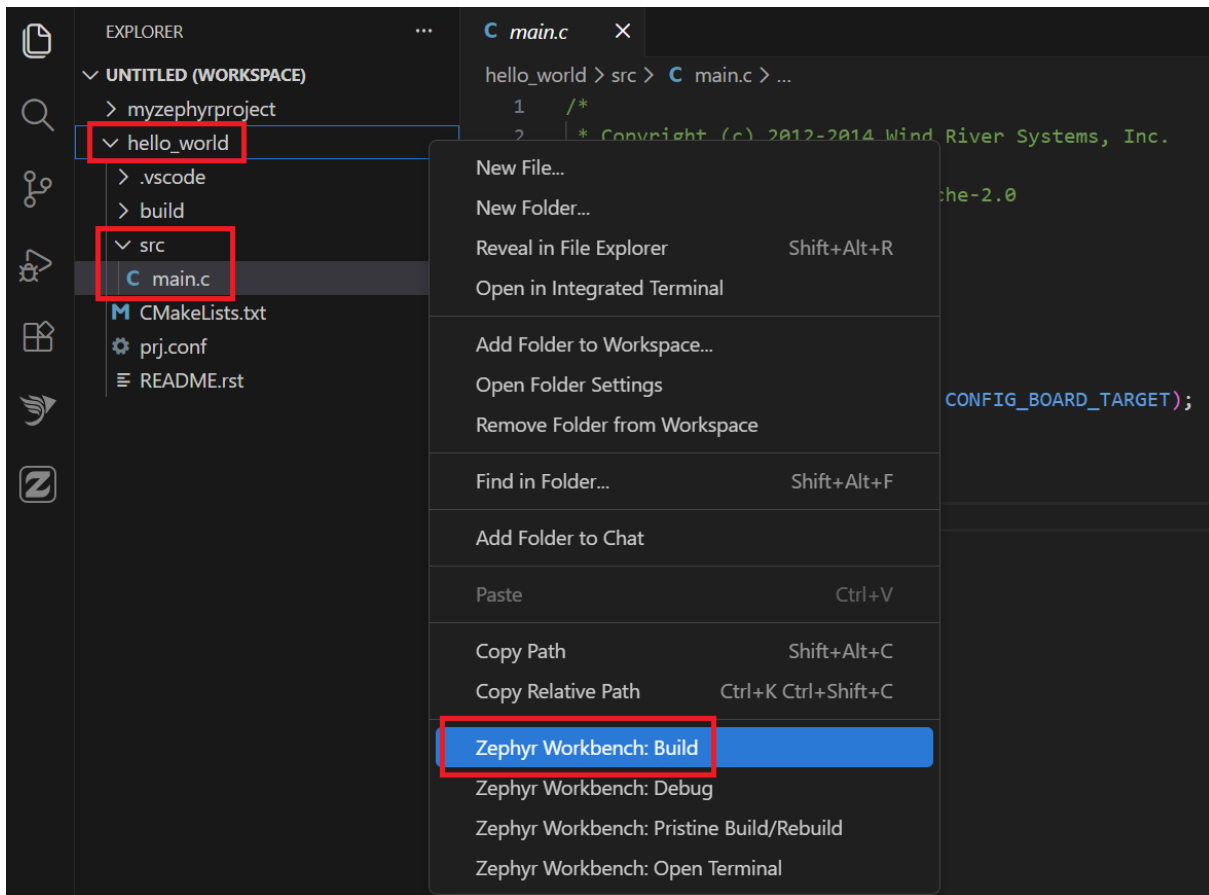 EXPLORER ...
UNTITLED (WORKSPACE)
myzephyrproject
hello_world
.vscode
build
src
C main.c
M CMakeLists.txt
prj.conf
README.rst
C main.c
hello_world > src > C main.c > ...
1 /*
2 * Copyright (c) 2012-2014 Wind River Systems, Inc.
che-2.0
CONFIG_BOARD_TARGET);
New File...
New Folder...
Reveal in File Explorer Shift+Alt+R
Open in Integrated Terminal
Add Folder to Workspace...
Open Folder Settings
Remove Folder from Workspace
Find in Folder... Shift+Alt+F
Add Folder to Chat
Paste Ctrl+V
Copy Path Shift+Alt+C
Copy Relative Path Ctrl+K Ctrl+Shift+C
Zephyr Workbench: Build
Zephyr Workbench: Debug
Zephyr Workbench: Pristine Build/Rebuild
Zephyr Workbench: Open Terminal